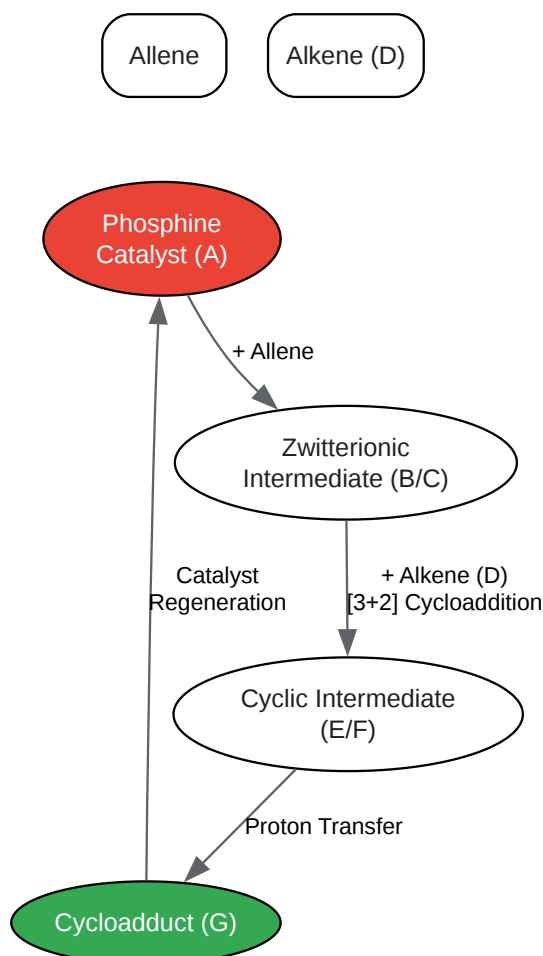 Allene
Alkene (D)
Phosphine
Catalyst (A)
+ Allene
Zwitterionic
Intermediate (B/C)
Catalyst
Regeneration
+ Alkene (D)
[3+2] Cycloaddition
Cyclic Intermediate
(E/F)
Proton Transfer
Cycloadduct (G)